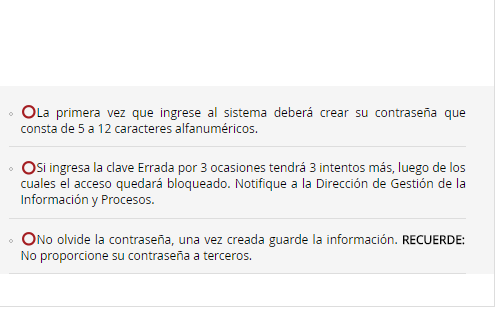 La primera vez que ingrese al sistema deberá crear su contraseña que
consta de 5 a 12 caracteres alfanuméricos.
Si ingresa la clave Errada por 3 ocasiones tendrá 3 intentos más, luego de los
cuales el acceso quedará bloqueado. Notifique a la Dirección de Gestión de la
Información y Procesos.
No olvide la contraseña, una vez creada guarde la información. RECUERDE:
No proporcione su contraseña a terceros.